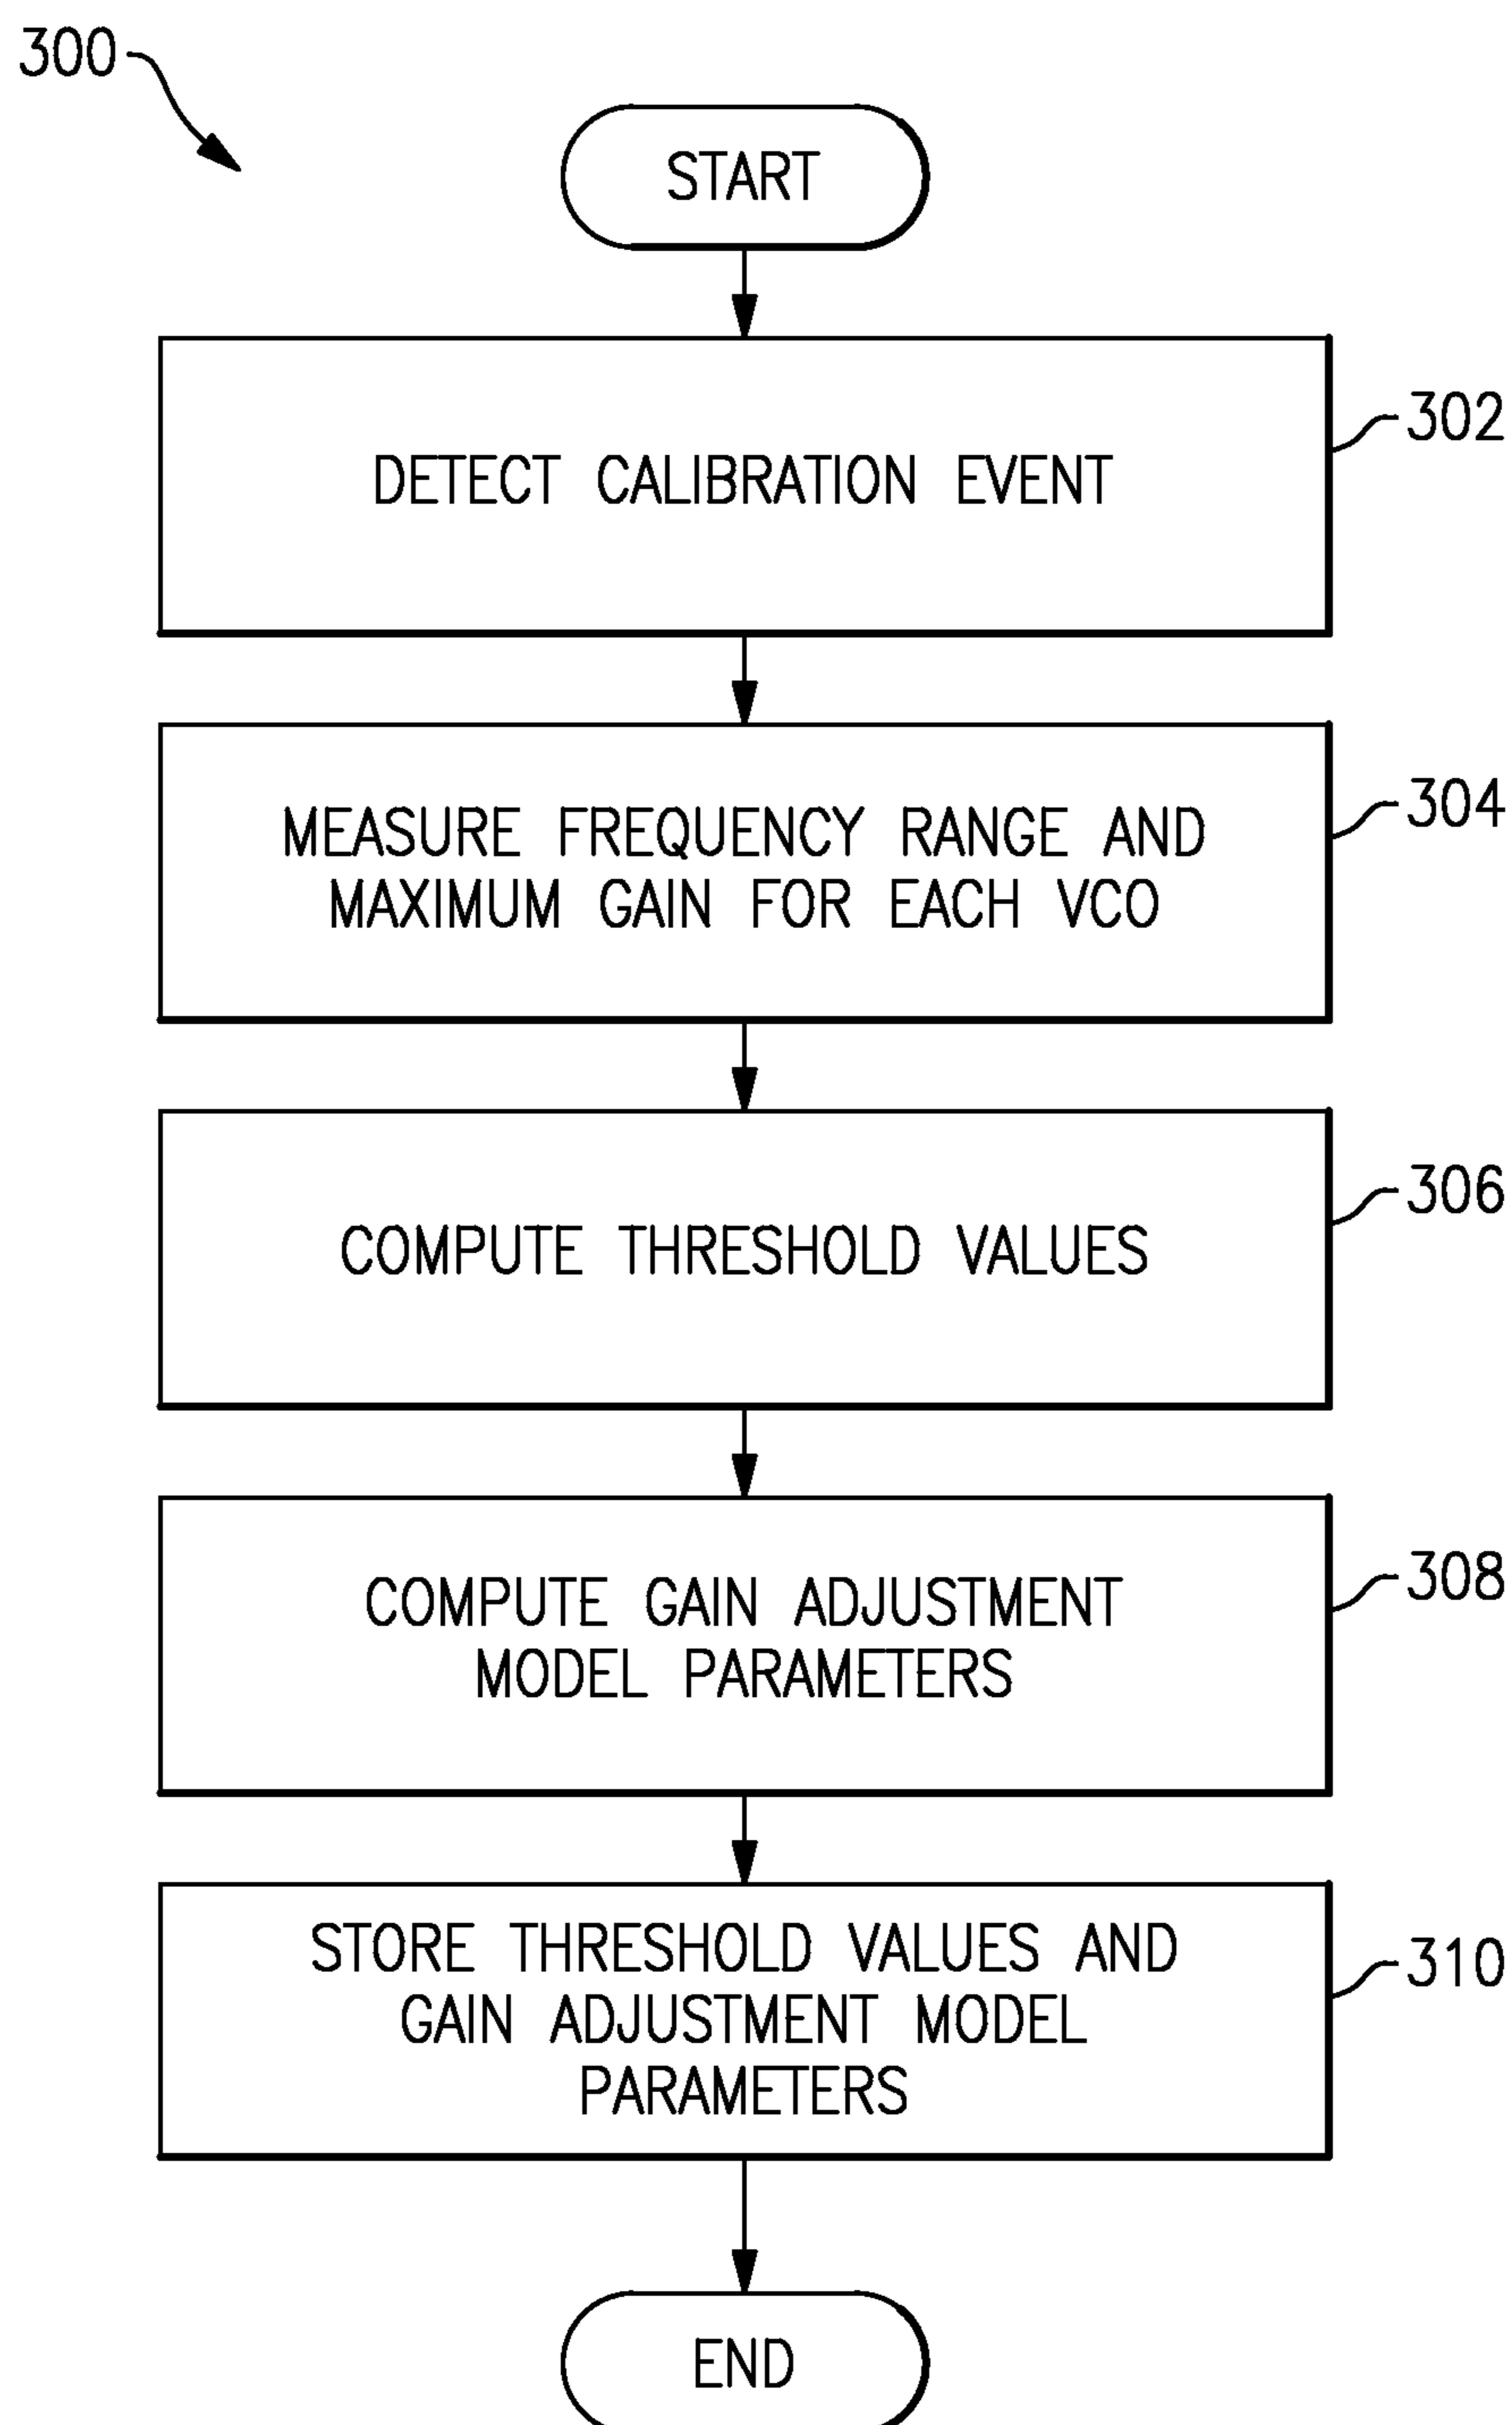 300
START
DETECT CALIBRATION EVENT
302
MEASURE FREQUENCY RANGE AND
MAXIMUM GAIN FOR EACH VCO
304
COMPUTE THRESHOLD VALUES
306
COMPUTE GAIN ADJUSTMENT
MODEL PARAMETERS
308
STORE THRESHOLD VALUES AND
GAIN ADJUSTMENT MODEL
PARAMETERS
310
END